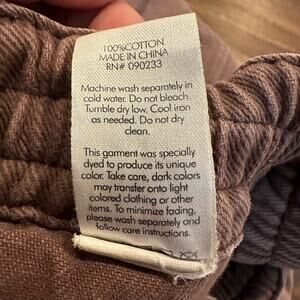 100%COTTON
MADE IN CHINA
RN# 090233
Machine wash separately in
cold water. Do not bleach.
Tumble dry low. Cool iron
as needed. Do not dry
clean.
This garment was specially
dyed to produce its unique
color. Take care, dark colors
may transfer onto light
colored clothing or other
items. To minimize fading,
please wash separately and
follow care instructions.